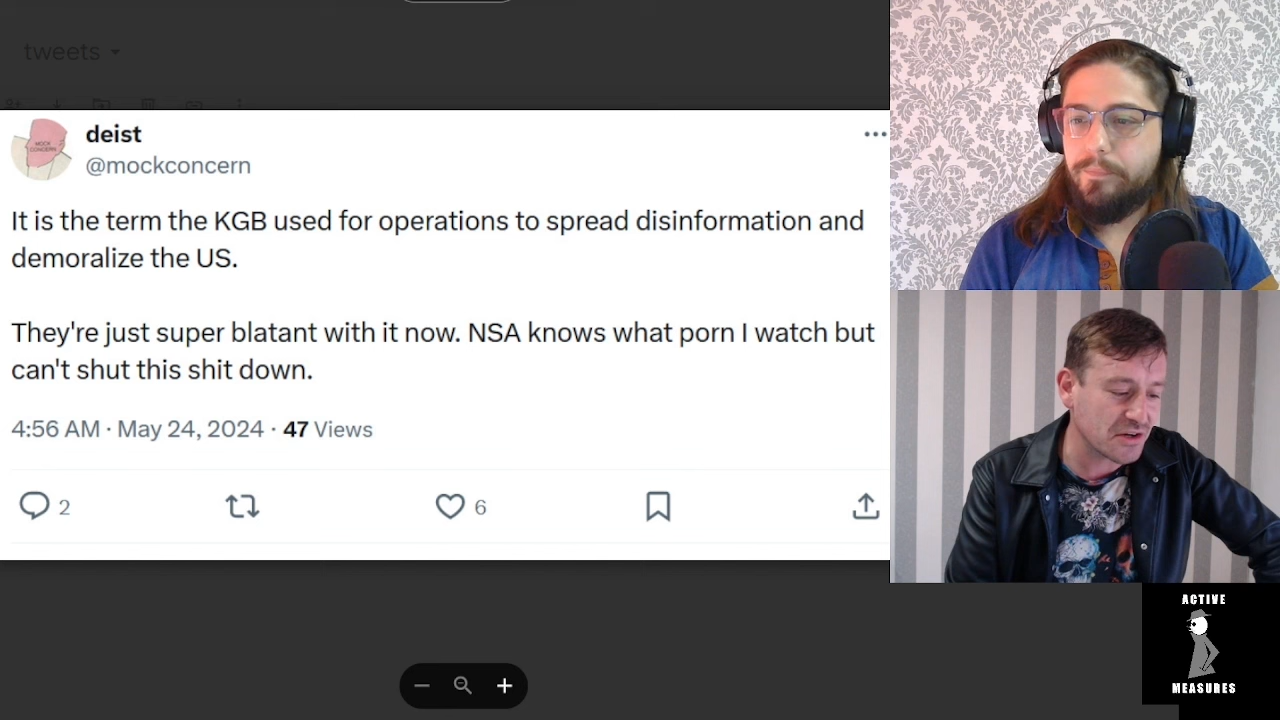 tweets
deist
@mockconcern
MOCK
CONCERN
It is the term the KGB used for operations to spread disinformation and
demoralize the US.
They're just super blatant with it now. NSA knows what porn I watch but
can't shut this shit down.
4:56 AM · May 24, 2024 · 47 Views
2
6
ACTIVE
MEASURES